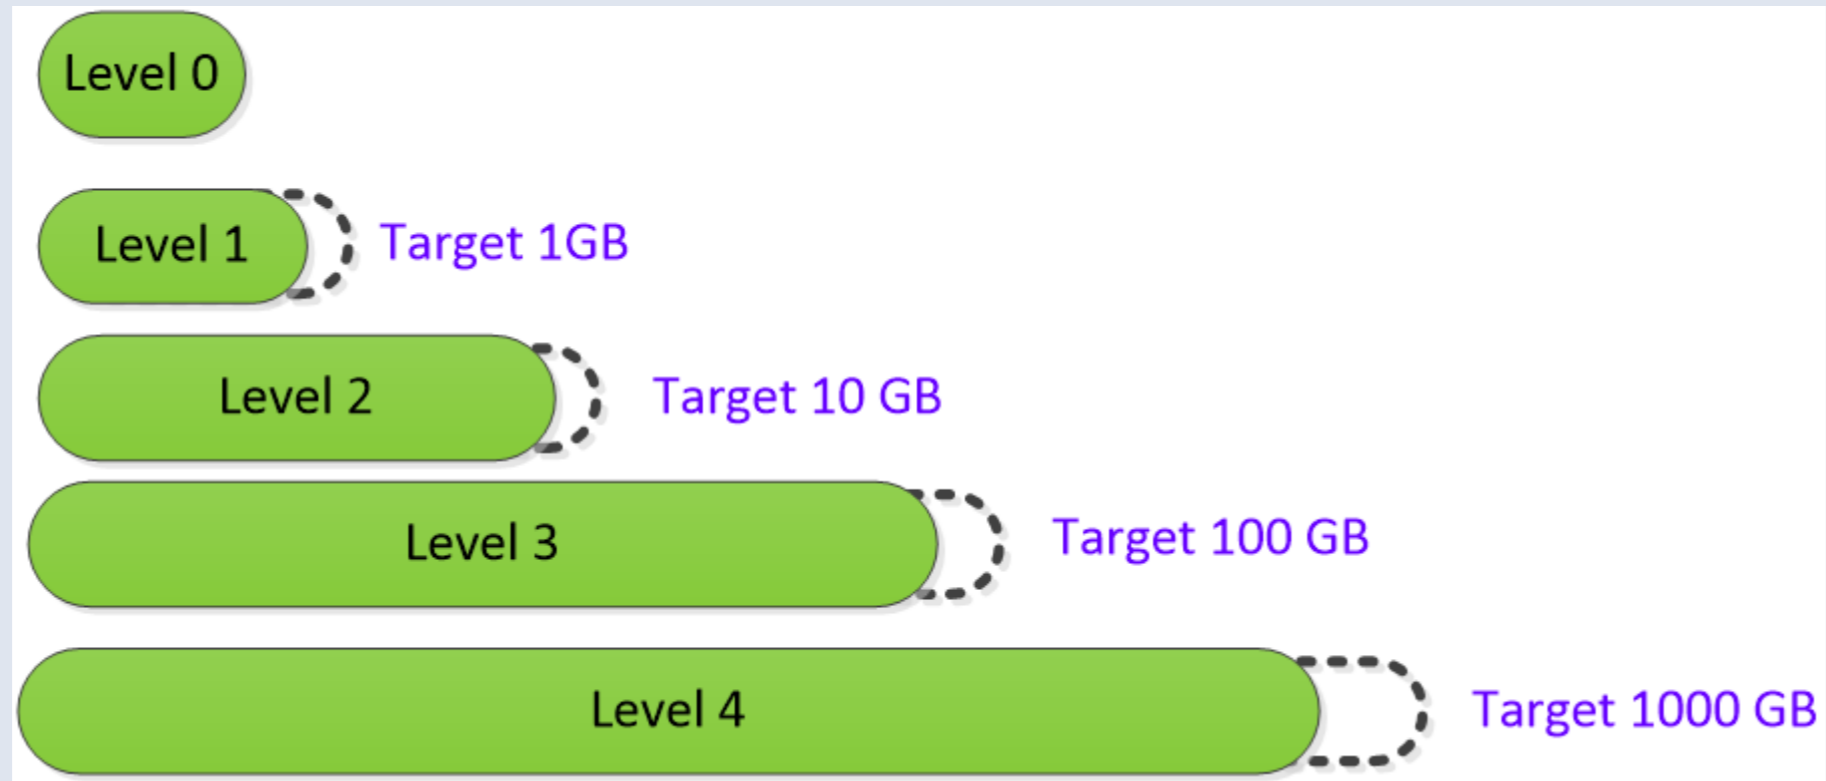 Level 0
Level 1
Target 1GB
Level 2
Target 10 GB
Level 3
Target 100 GB
Level 4
Target 1000 GB